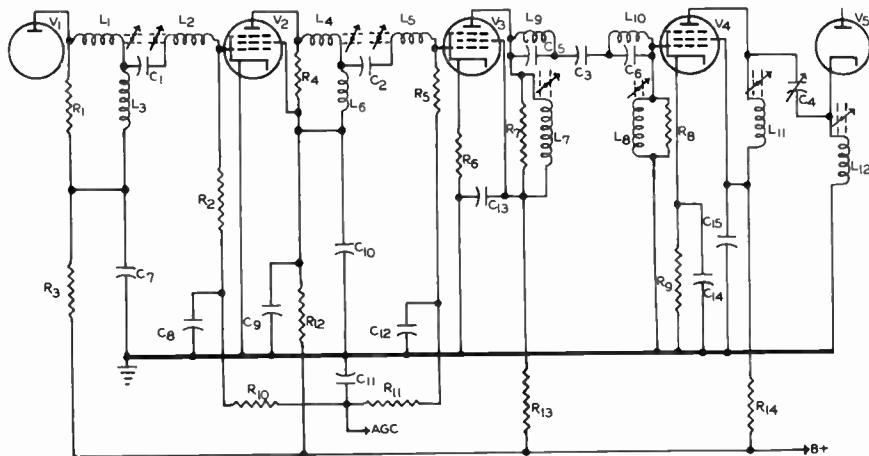 V1 L1 L2 V2 L4 L5 V3 L9 L10 V4 V5
C1 C2 C5 C3 C6 C4
R1 L3 R4 L6 R5 R7 L7 L8 R8 L11 L12
R2 R6 C13
R3 C7 C10 C15
C8 C9 R12 C12 R9 C14
C11
R10 R11 R13 R14
AGC
B+